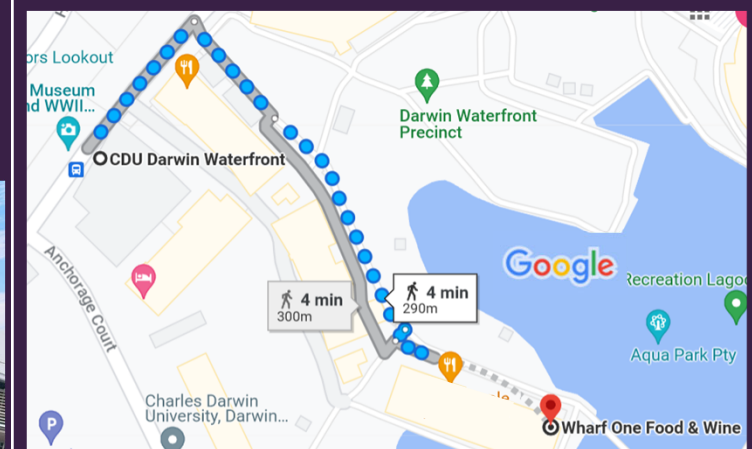 ors Lookout
Museum
nd WWII...
CDU Darwin Waterfront
Darwin Waterfront
Precinct
Anchorage Court
4 min
300m
4 min
290m
Google
Recreation Lagoo
Aqua Park Pty
Charles Darwin
University, Darwin...
P
Wharf One Food & Wine